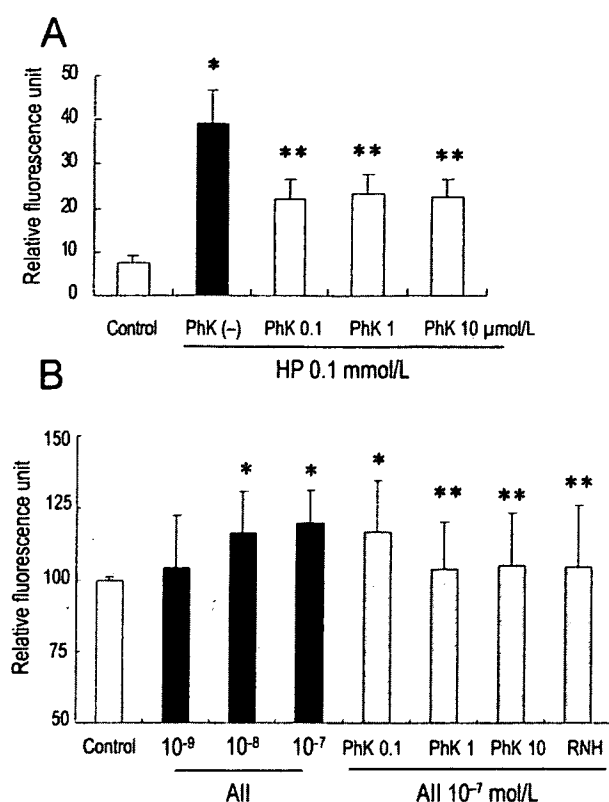 A
Relative fluorescence unit
50
40
30
20
10
0
*
**
**
**
Control PhK (–) PhK 0.1 PhK 1 PhK 10 µmol/L
HP 0.1 mmol/L
B
Relative fluorescence unit
150
125
100
75
50
*
*
*
**
**
**
Control 10⁻⁹ 10⁻⁸ 10⁻⁷ PhK 0.1 PhK 1 PhK 10 RNH
AII AII 10⁻⁷ mol/L